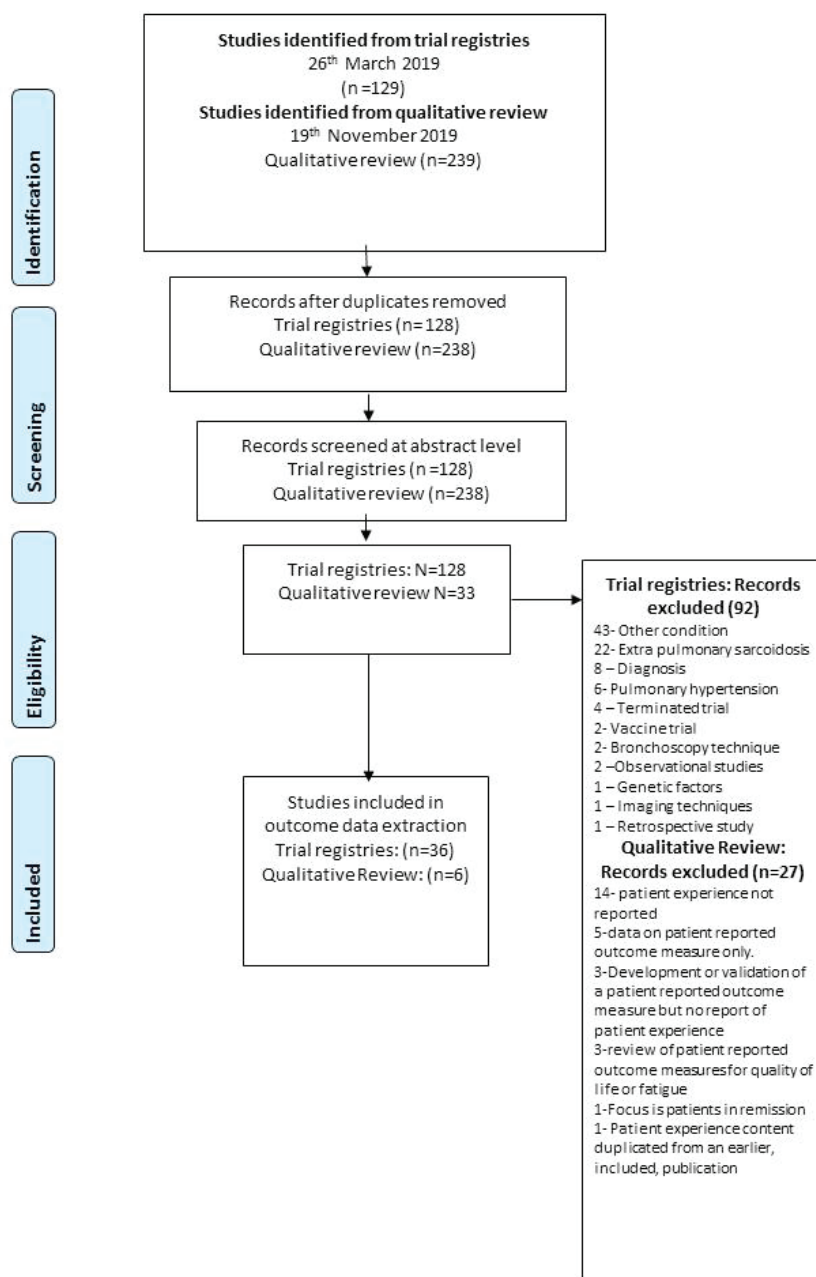 Studies identified from trial registries
26th March 2019
(n =129)
Studies identified from qualitative review
19th November 2019
Qualitative review (n=239)
Identification
Records after duplicates removed
Trial registries (n= 128)
Qualitative review (n=238)
Screening
Records screened at abstract level
Trial registries (n =128)
Qualitative review (n=238)
Eligibility
Trial registries: N=128
Qualitative review N=33
Trial registries: Records
excluded (92)
43- Other condition
22- Extra pulmonary sarcoidosis
8 – Diagnosis
6- Pulmonary hypertension
4 – Terminated trial
2- Vaccine trial
2- Bronchoscopy technique
2 –Observational studies
1 – Genetic factors
1 – Imaging techniques
1 – Retrospective study
Qualitative Review:
Records excluded (n=27)
14- patient experience not
reported
5-data on patient reported
outcome measure only.
3-Development or validation of
a patient reported outcome
measure but no report of
patient experience
3-review of patient reported
outcome measures for quality of
life or fatigue
1-Focus is patients in remission
1- Patient experience content
duplicated from an earlier,
included, publication
Included
Studies included in
outcome data extraction
Trial registries: (n=36)
Qualitative Review: (n=6)